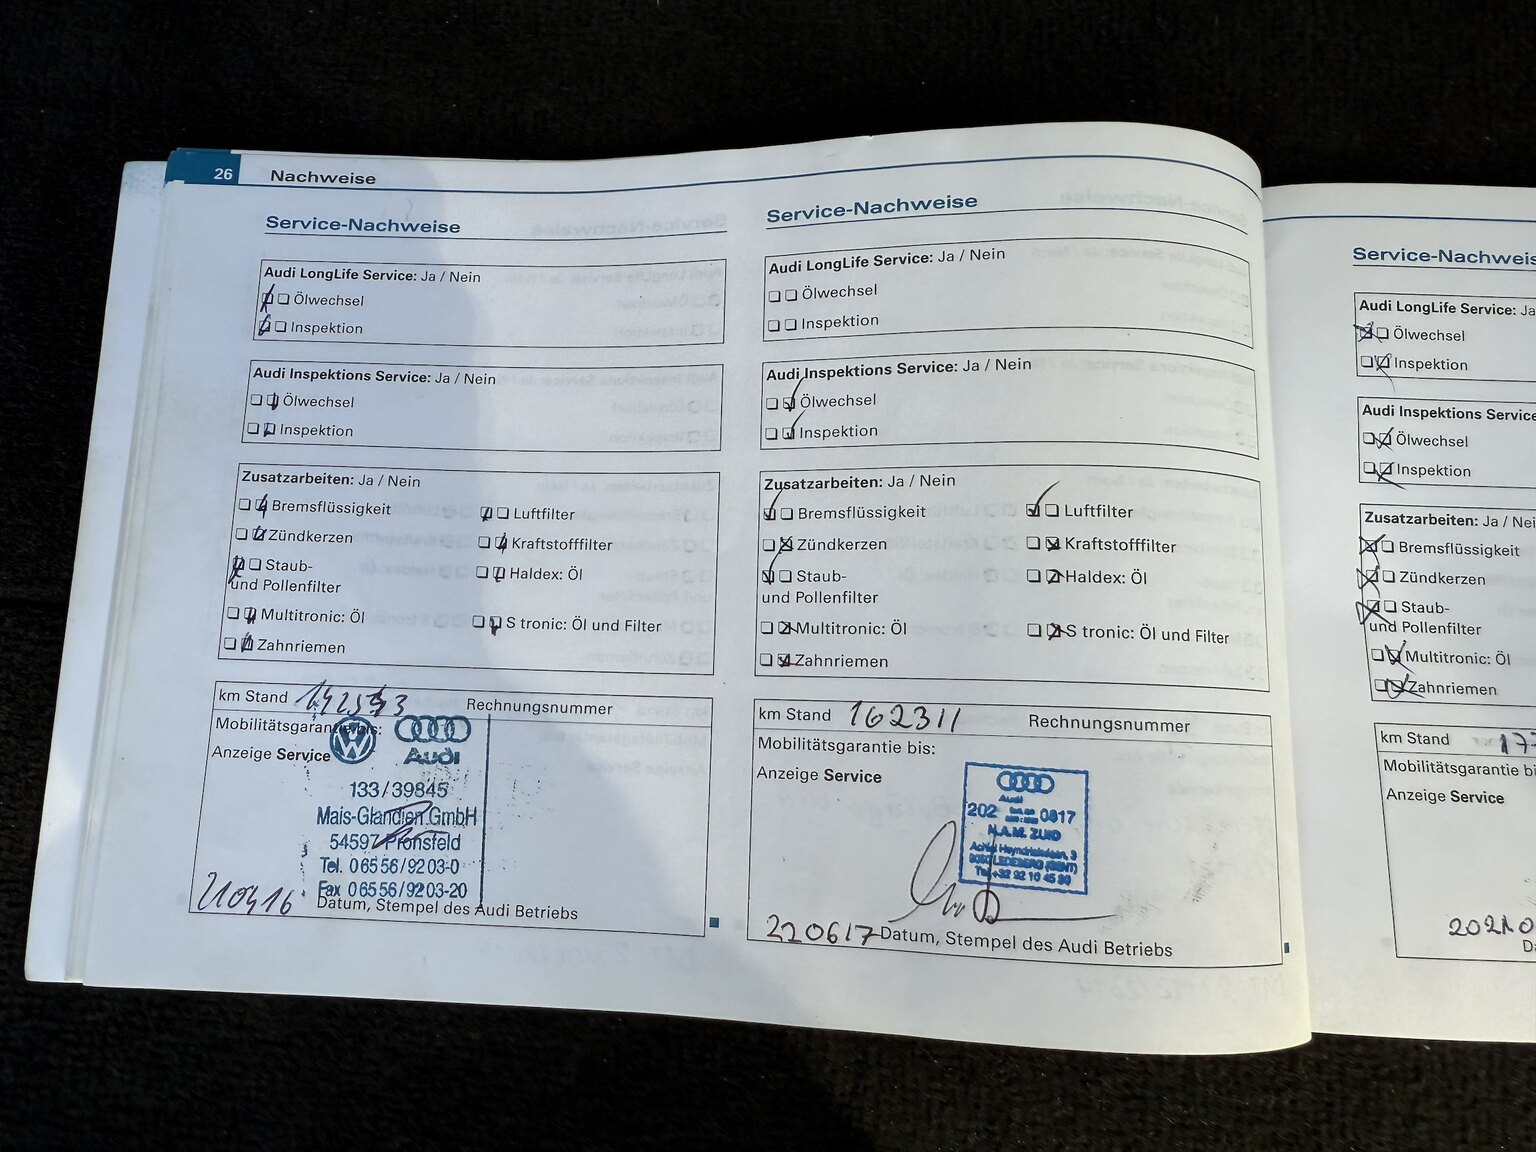 26 Nachweise
Service-Nachweise
Audi LongLife Service: Ja / Nein
Ölwechsel
Inspektion
Audi Inspektions Service: Ja / Nein
Ölwechsel
Inspektion
Zusatzarbeiten: Ja / Nein
Bremsflüssigkeit Luftfilter
Zündkerzen Kraftstofffilter
Staub- Haldex: Öl
und Pollenfilter
Multitronic: Öl S tronic: Öl und Filter
Zahnriemen
km Stand Rechnungsnummer
Mobilitätsgarantie bis:
Anzeige Service
Audi
133/39845
Mais-Glandien GmbH
54597 Pronsfeld
Tel. 06556/9203-0
Fax 06556/9203-20
210416 Datum, Stempel des Audi Betriebs
Service-Nachweise
Audi LongLife Service: Ja / Nein
Ölwechsel
Inspektion
Audi Inspektions Service: Ja / Nein
Ölwechsel
Inspektion
Zusatzarbeiten: Ja / Nein
Bremsflüssigkeit Luftfilter
Zündkerzen Kraftstofffilter
Staub- Haldex: Öl
und Pollenfilter
Multitronic: Öl S tronic: Öl und Filter
Zahnriemen
km Stand 162311 Rechnungsnummer
Mobilitätsgarantie bis:
Anzeige Service
Audi
202 0817
N.A.M. ZUID
220617 Datum, Stempel des Audi Betriebs
Service-Nachweis
Audi LongLife Service: Ja
Ölwechsel
Inspektion
Audi Inspektions Service
Ölwechsel
Inspektion
Zusatzarbeiten: Ja / Nei
Bremsflüssigkeit
Zündkerzen
Staub-
und Pollenfilter
Multitronic: Öl
Zahnriemen
km Stand 177
Mobilitätsgarantie bi
Anzeige Service